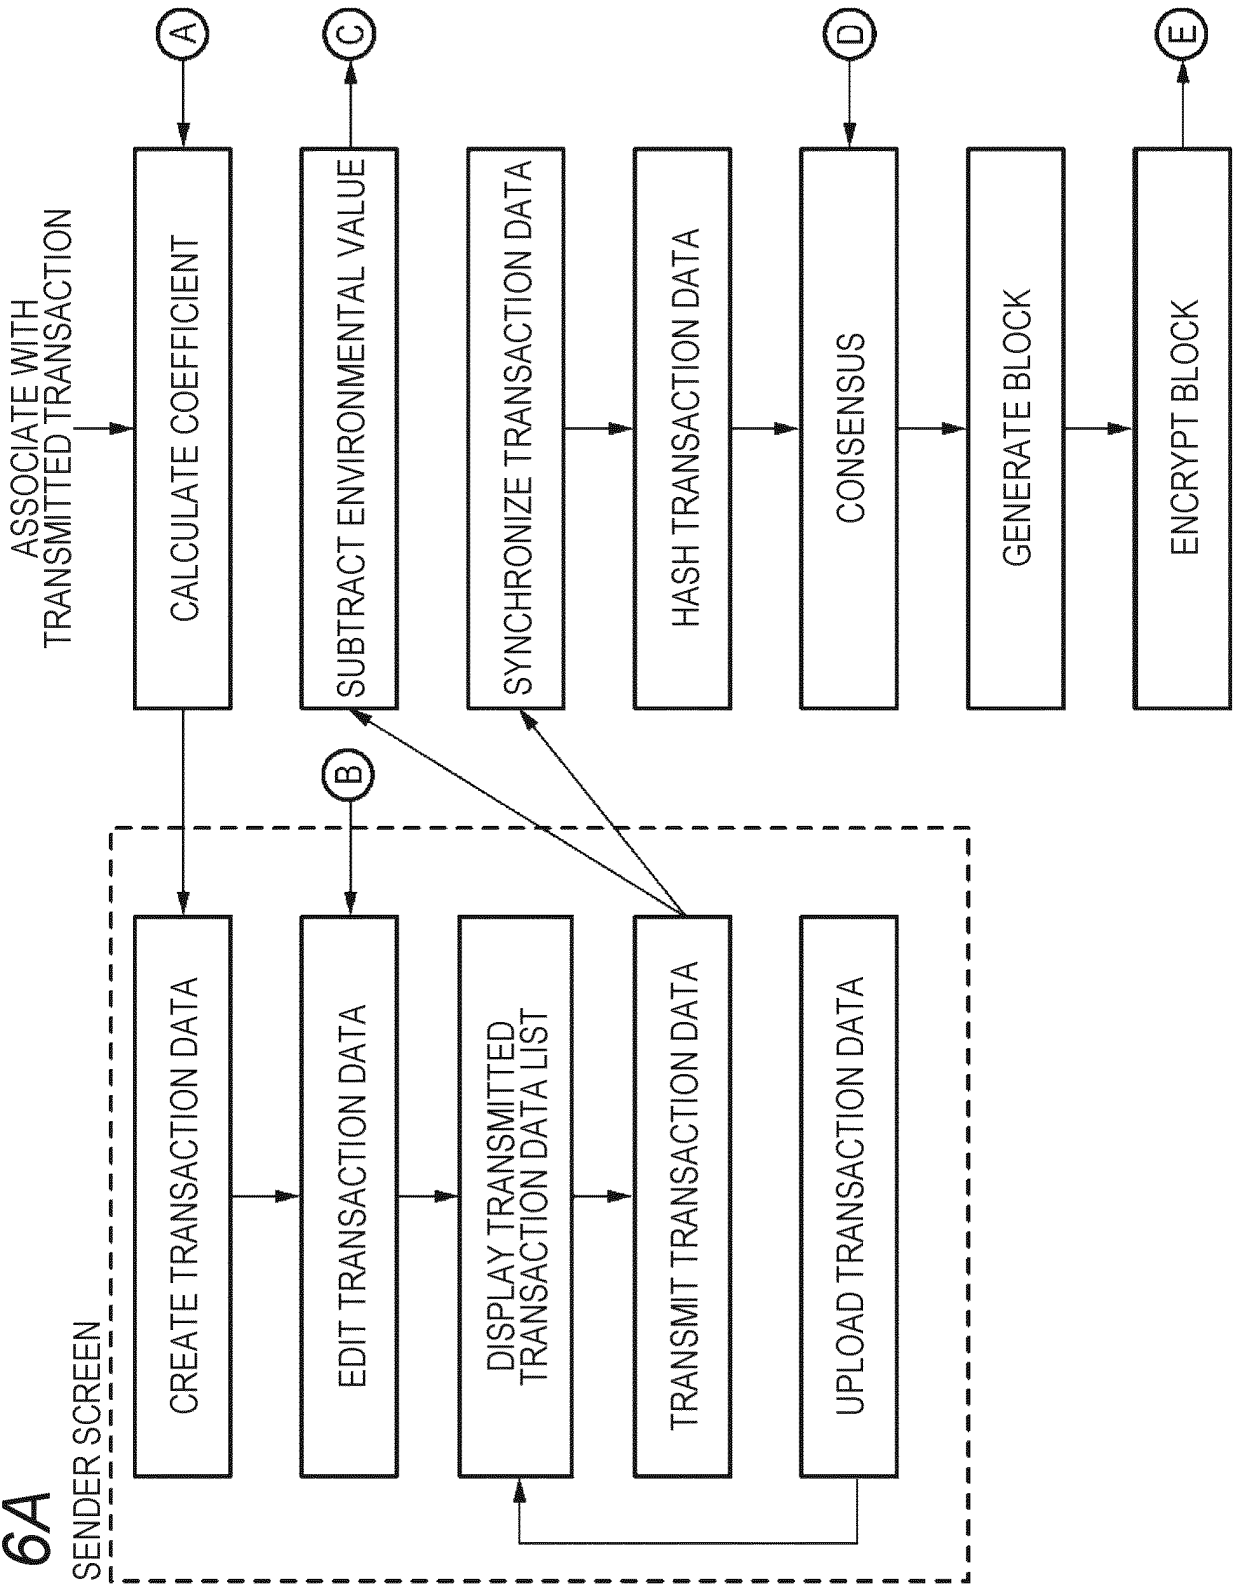 6A
SENDER SCREEN
CREATE TRANSACTION DATA
EDIT TRANSACTION DATA
DISPLAY TRANSMITTED
TRANSACTION DATA LIST
TRANSMIT TRANSACTION DATA
UPLOAD TRANSACTION DATA
B
ASSOCIATE WITH
TRANSMITTED TRANSACTION
CALCULATE COEFFICIENT
SUBTRACT ENVIRONMENTAL VALUE
SYNCHRONIZE TRANSACTION DATA
HASH TRANSACTION DATA
CONSENSUS
GENERATE BLOCK
ENCRYPT BLOCK
A
C
D
E